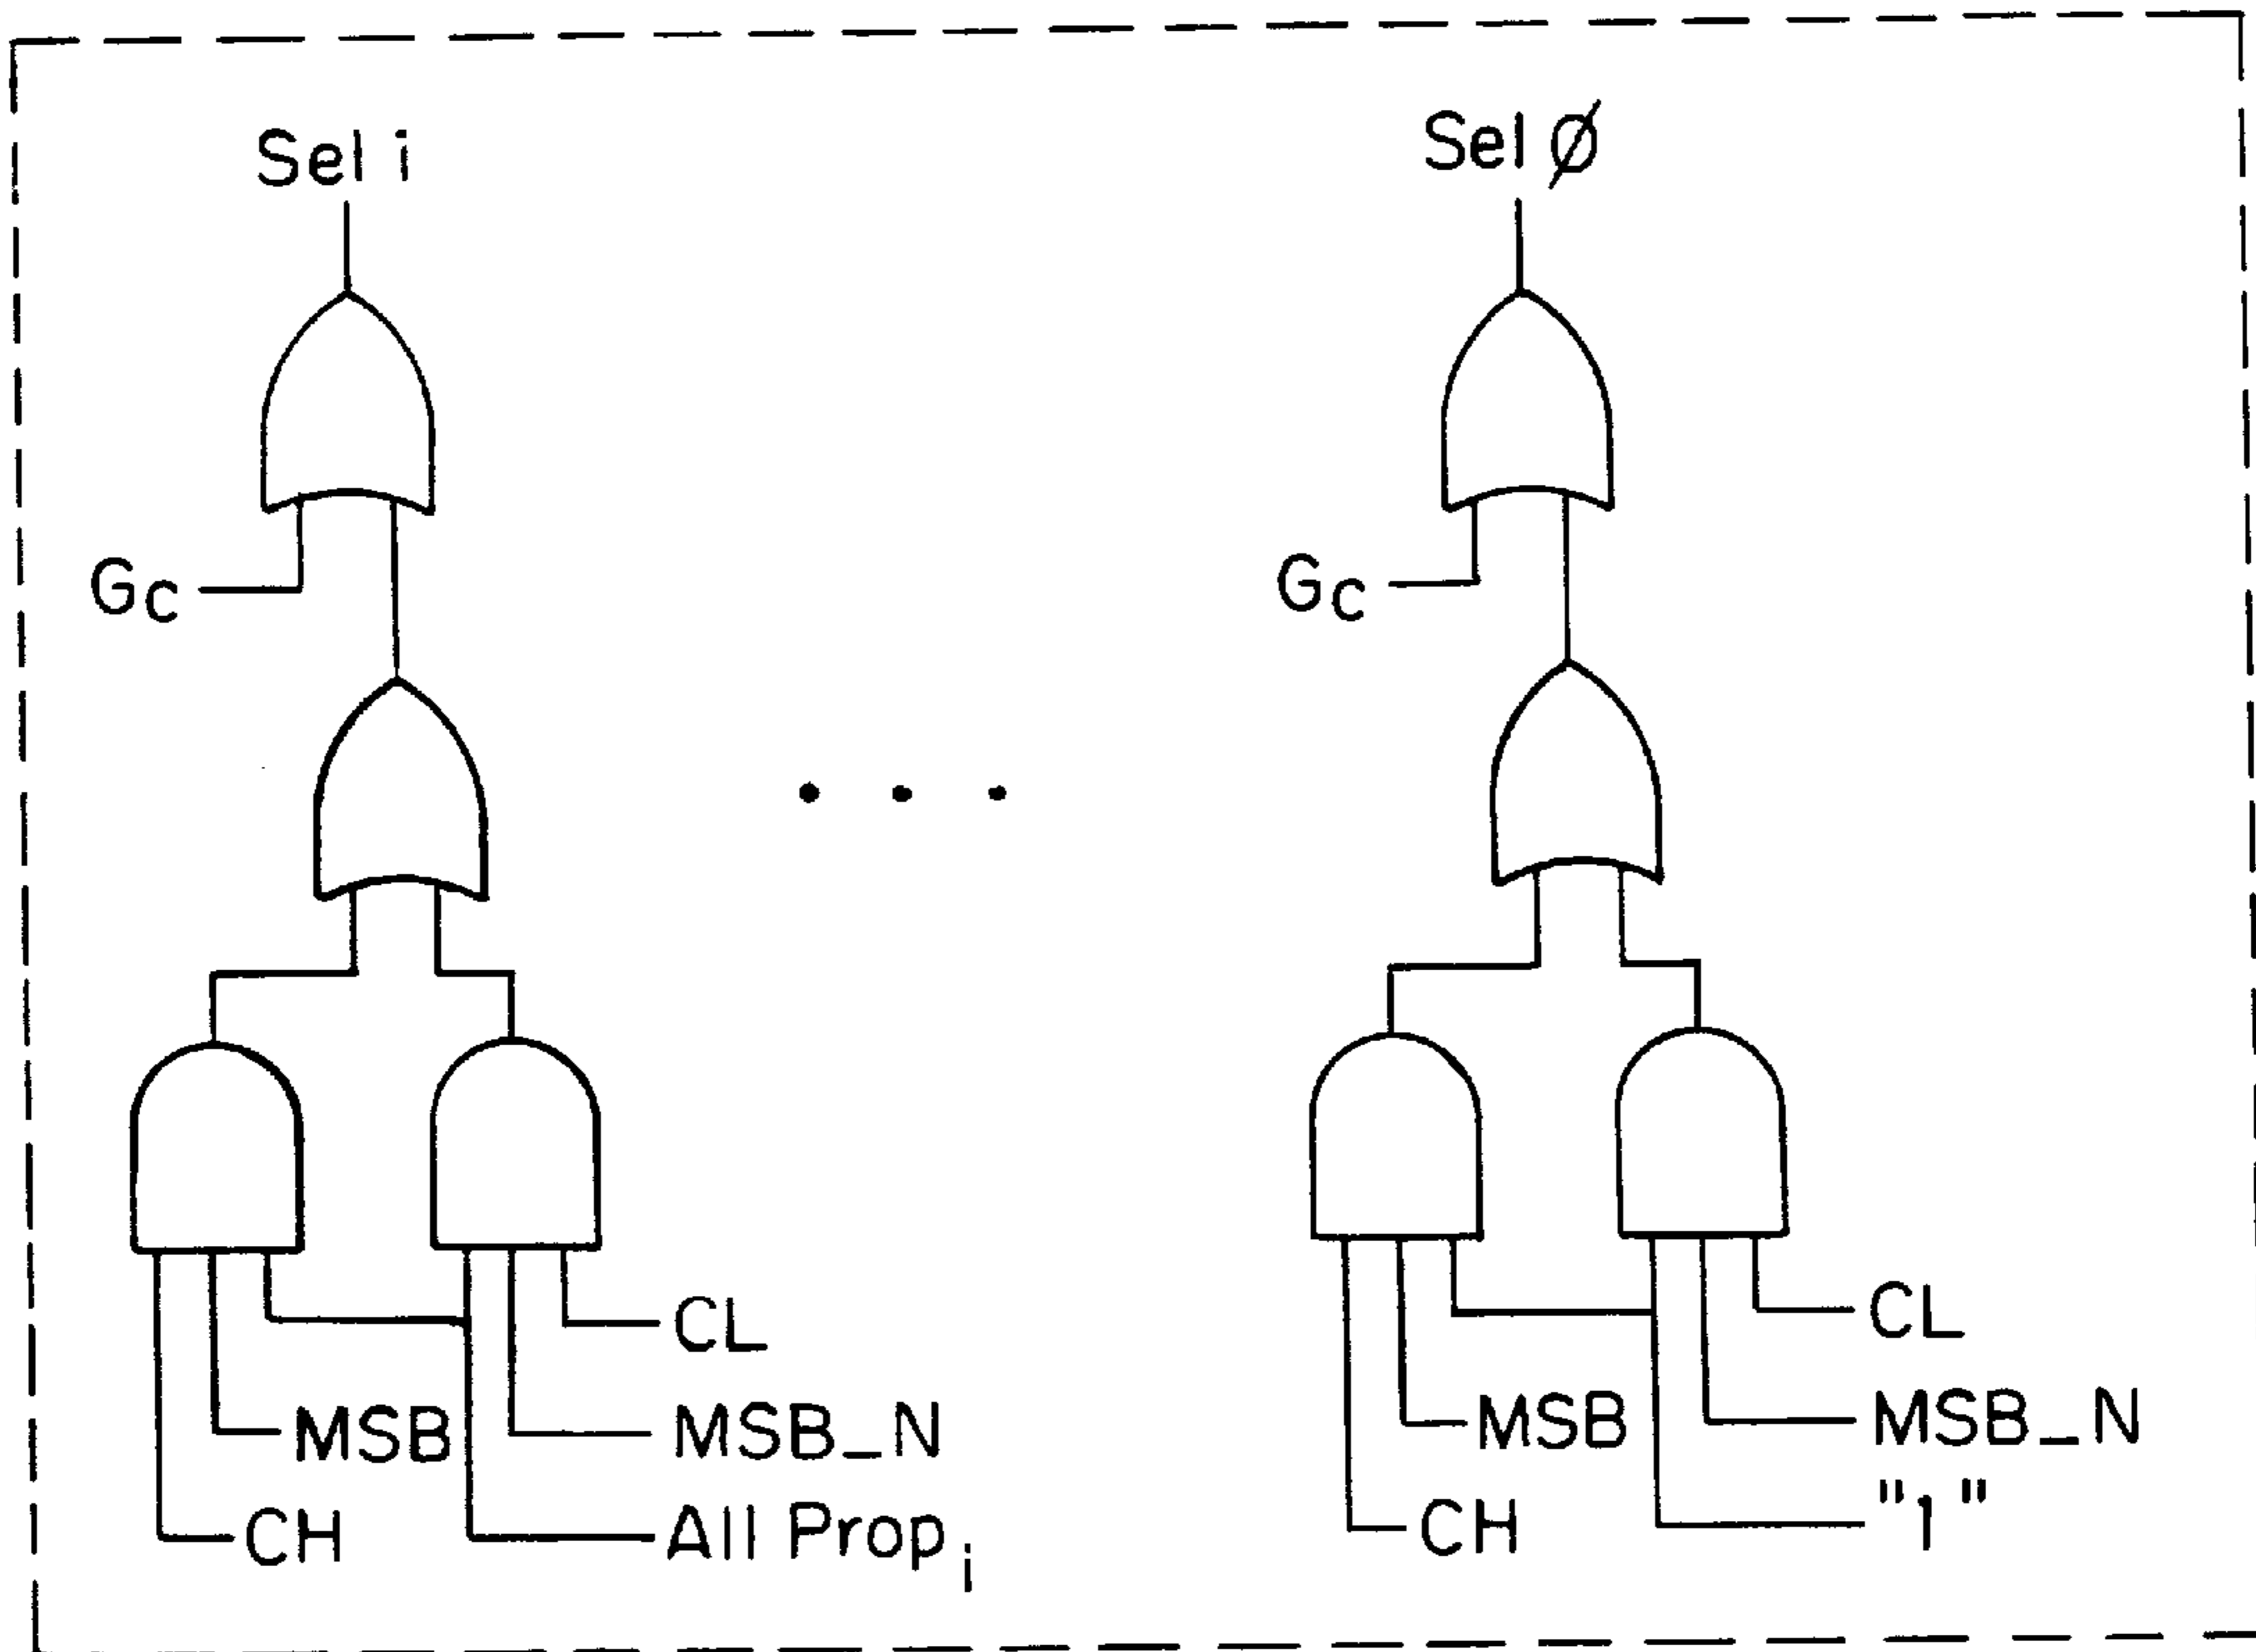 Sel i
Sel Ø
Gc
Gc
CL
CL
MSB
MSB_N
MSB
MSB_N
CH
All Prop i
CH
"1"